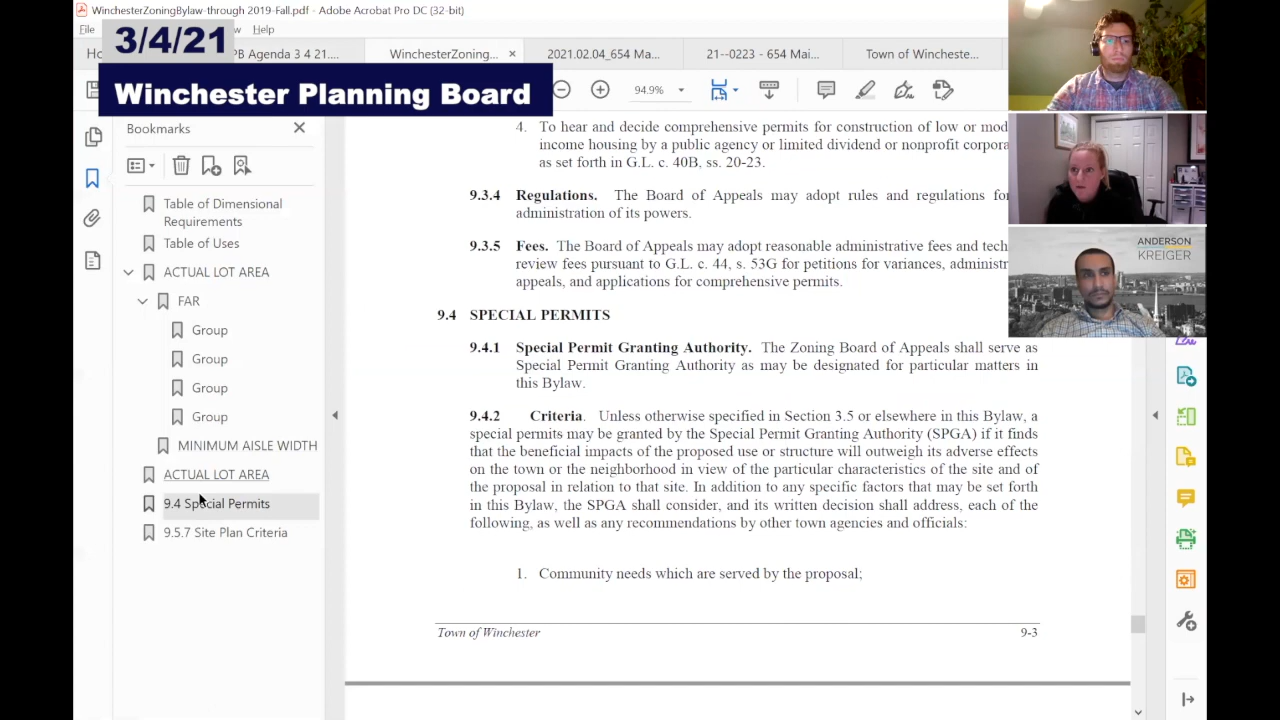 WinchesterZoningBylaw-through 2019-Fall.pdf - Adobe Acrobat Pro DC (32-bit)
File
Help
3/4/21
PB Agenda 3 4 21....
WinchesterZoning...
2021.02.04_654 Ma...
21--0223 - 654 Mai...
Town of Wincheste...
Winchester Planning Board
94.9%
Bookmarks
Table of Dimensional
Requirements
Table of Uses
ACTUAL LOT AREA
FAR
Group
Group
Group
Group
MINIMUM AISLE WIDTH
ACTUAL LOT AREA
9.4 Special Permits
9.5.7 Site Plan Criteria
4. To hear and decide comprehensive permits for construction of low or mod
income housing by a public agency or limited dividend or nonprofit corpora
as set forth in G.L. c. 40B, ss. 20-23.
9.3.4 Regulations. The Board of Appeals may adopt rules and regulations for
administration of its powers.
9.3.5 Fees. The Board of Appeals may adopt reasonable administrative fees and tech
review fees pursuant to G.L. c. 44, s. 53G for petitions for variances, administr
appeals, and applications for comprehensive permits.
9.4 SPECIAL PERMITS
9.4.1 Special Permit Granting Authority. The Zoning Board of Appeals shall serve as
Special Permit Granting Authority as may be designated for particular matters in
this Bylaw.
9.4.2 Criteria. Unless otherwise specified in Section 3.5 or elsewhere in this Bylaw, a
special permits may be granted by the Special Permit Granting Authority (SPGA) if it finds
that the beneficial impacts of the proposed use or structure will outweigh its adverse effects
on the town or the neighborhood in view of the particular characteristics of the site and of
the proposal in relation to that site. In addition to any specific factors that may be set forth
in this Bylaw, the SPGA shall consider, and its written decision shall address, each of the
following, as well as any recommendations by other town agencies and officials:
1. Community needs which are served by the proposal;
Town of Winchester
9-3
ANDERSON
KREIGER